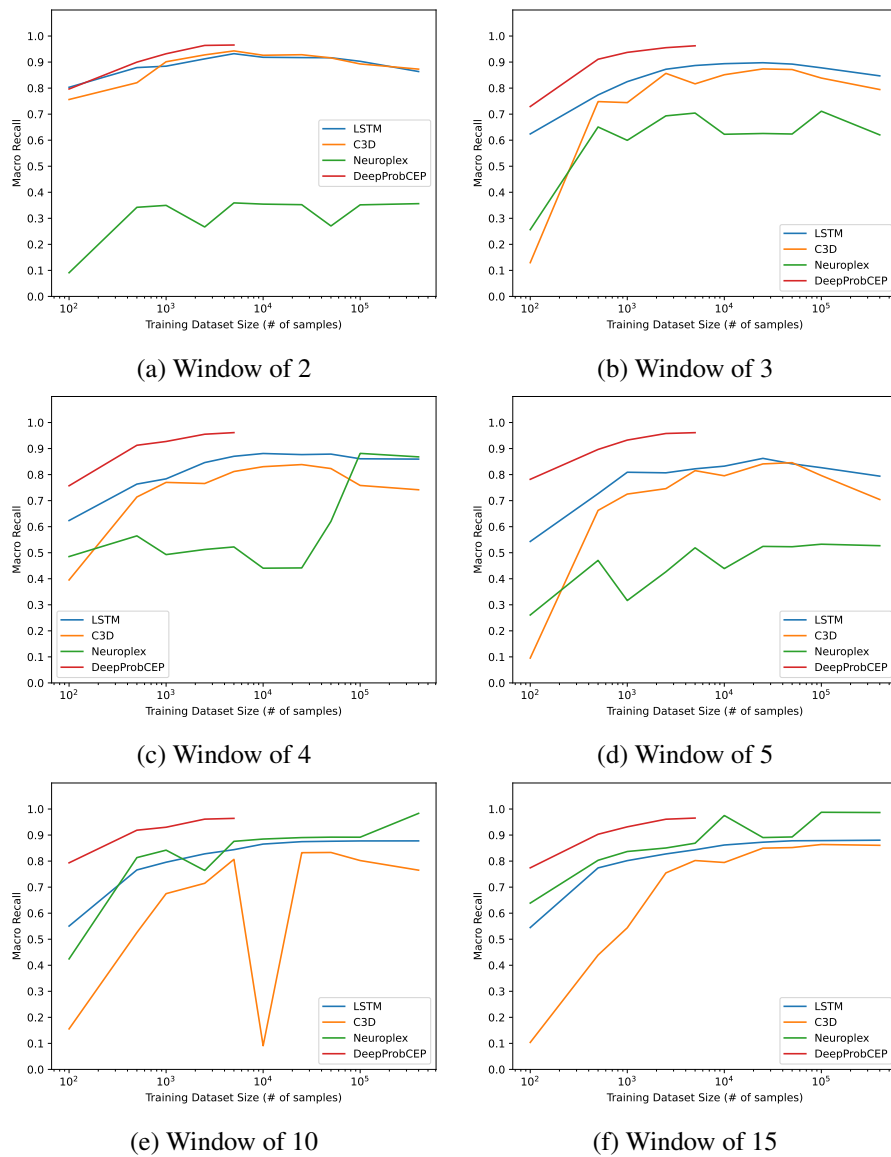 1.0
0.9
0.8
0.7
0.6
0.5
0.4
0.3
0.2
0.1
0.0
Macro Recall
LSTM
C3D
Neuroplex
DeepProbCEP
10² 10³ 10⁴ 10⁵
Training Dataset Size (# of samples)
(a) Window of 2
1.0
0.9
0.8
0.7
0.6
0.5
0.4
0.3
0.2
0.1
0.0
Macro Recall
LSTM
C3D
Neuroplex
DeepProbCEP
10² 10³ 10⁴ 10⁵
Training Dataset Size (# of samples)
(b) Window of 3
1.0
0.9
0.8
0.7
0.6
0.5
0.4
0.3
0.2
0.1
0.0
Macro Recall
LSTM
C3D
Neuroplex
DeepProbCEP
10² 10³ 10⁴ 10⁵
Training Dataset Size (# of samples)
(c) Window of 4
1.0
0.9
0.8
0.7
0.6
0.5
0.4
0.3
0.2
0.1
0.0
Macro Recall
LSTM
C3D
Neuroplex
DeepProbCEP
10² 10³ 10⁴ 10⁵
Training Dataset Size (# of samples)
(d) Window of 5
1.0
0.9
0.8
0.7
0.6
0.5
0.4
0.3
0.2
0.1
0.0
Macro Recall
LSTM
C3D
Neuroplex
DeepProbCEP
10² 10³ 10⁴ 10⁵
Training Dataset Size (# of samples)
(e) Window of 10
1.0
0.9
0.8
0.7
0.6
0.5
0.4
0.3
0.2
0.1
0.0
Macro Recall
LSTM
C3D
Neuroplex
DeepProbCEP
10² 10³ 10⁴ 10⁵
Training Dataset Size (# of samples)
(f) Window of 15